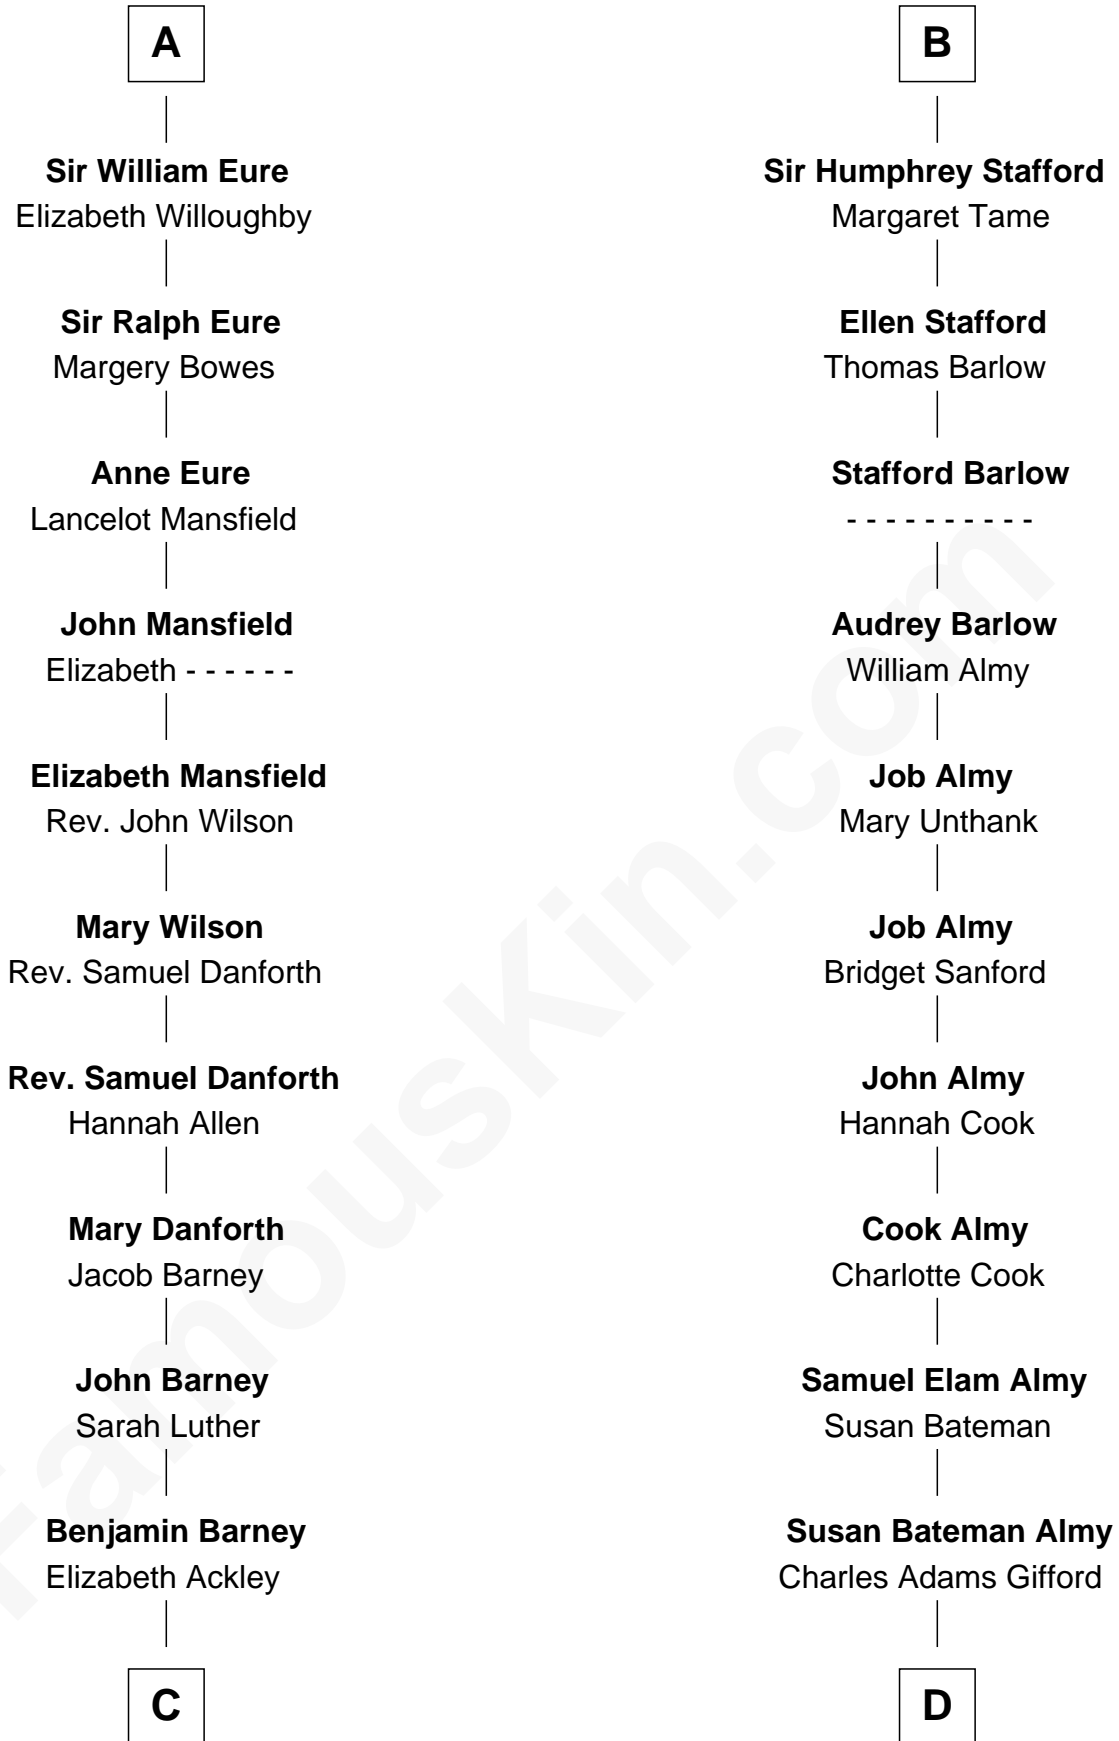 A
Sir William Eure
Elizabeth Willoughby
Sir Ralph Eure
Margery Bowes
Anne Eure
Lancelot Mansfield
John Mansfield
Elizabeth - - - - - -
Elizabeth Mansfield
Rev. John Wilson
Mary Wilson
Rev. Samuel Danforth
Rev. Samuel Danforth
Hannah Allen
Mary Danforth
Jacob Barney
John Barney
Sarah Luther
Benjamin Barney
Elizabeth Ackley
C
B
Sir Humphrey Stafford
Margaret Tame
Ellen Stafford
Thomas Barlow
Stafford Barlow
- - - - - - - - - -
Audrey Barlow
William Almy
Job Almy
Mary Unthank
Job Almy
Bridget Sanford
John Almy
Hannah Cook
Cook Almy
Charlotte Cook
Samuel Elam Almy
Susan Bateman
Susan Bateman Almy
Charles Adams Gifford
D
FamousKin.com